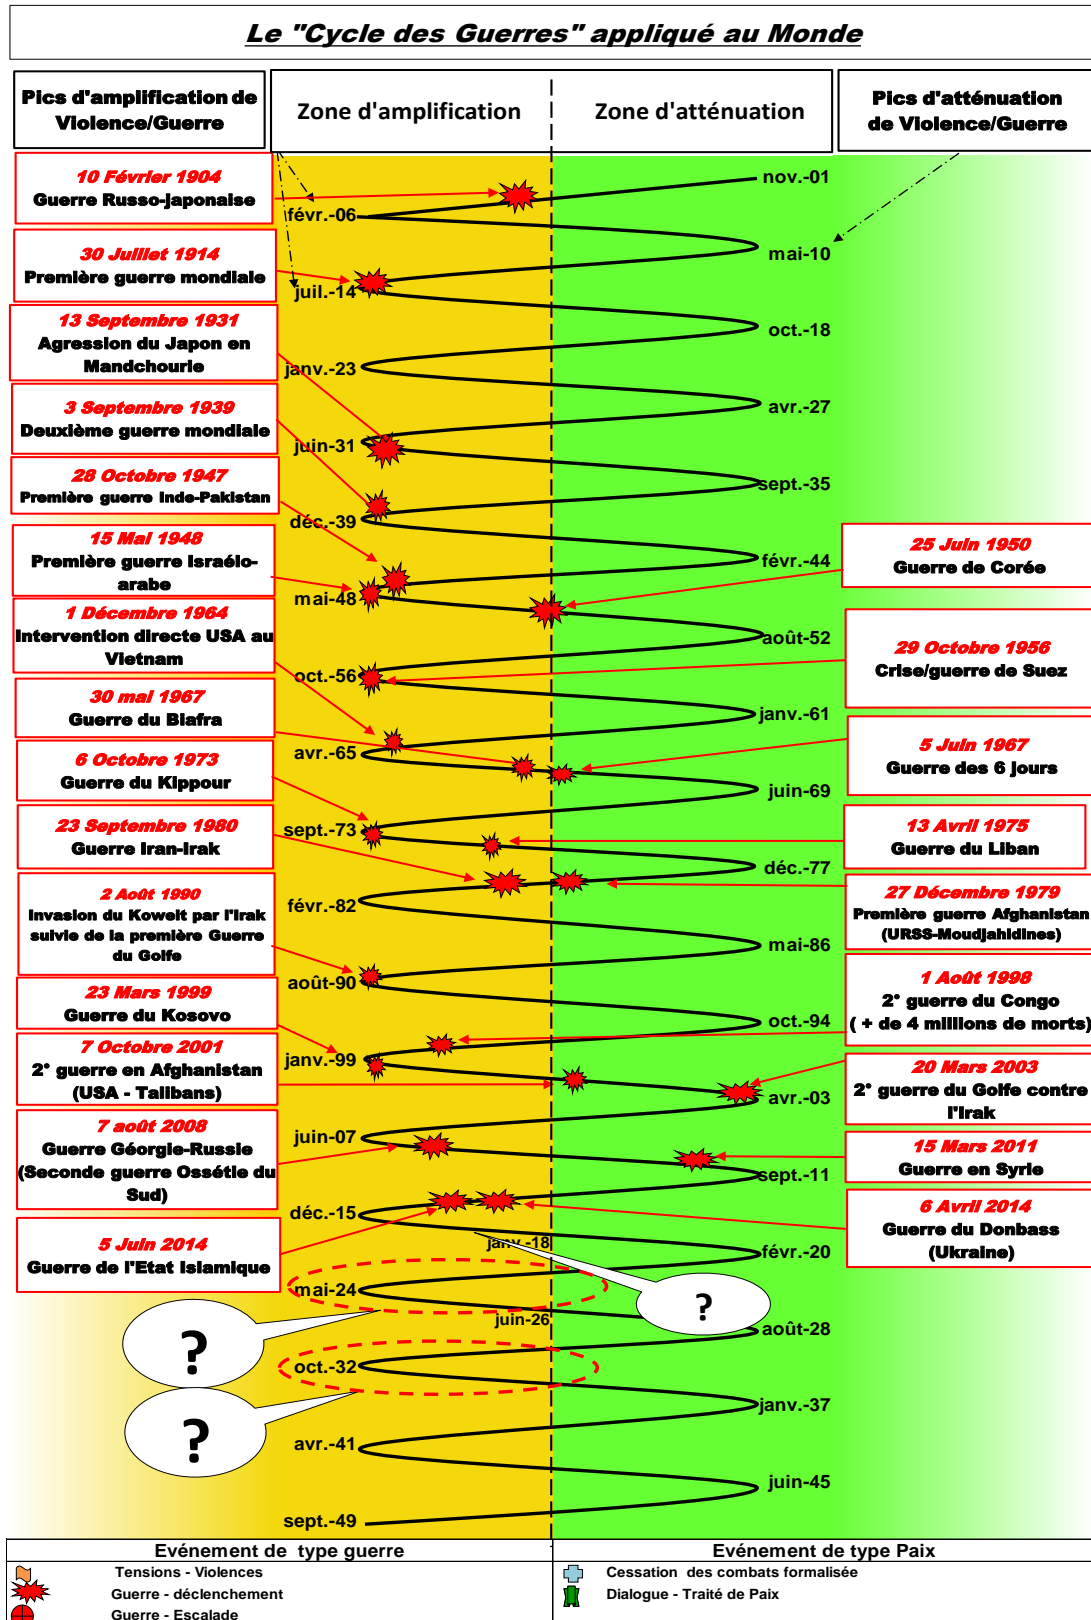 Le "Cycle des Guerres" appliqué au Monde
Pics d'amplification de
Violence/Guerre
Zone d'amplification
Zone d'atténuation
Pics d'atténuation
de Violence/Guerre
10 Février 1904
Guerre Russo-japonaise
30 Juillet 1914
Première guerre mondiale
13 Septembre 1931
Agression du Japon en
Mandchourie
3 Septembre 1939
Deuxième guerre mondiale
28 Octobre 1947
Première guerre Inde-Pakistan
15 Mai 1948
Première guerre Israélo-
arabe
1 Décembre 1964
Intervention directe USA au
Vietnam
30 mai 1967
Guerre du Biafra
6 Octobre 1973
Guerre du Kippour
23 Septembre 1980
Guerre Iran-Irak
2 Août 1990
Invasion du Koweit par l'Irak
suivie de la première Guerre
du Golfe
23 Mars 1999
Guerre du Kosovo
7 Octobre 2001
2° guerre en Afghanistan
(USA - Talibans)
7 août 2008
Guerre Géorgie-Russie
(Seconde guerre Ossétie du
Sud)
5 Juin 2014
Guerre de l'Etat Islamique
nov.-01
févr.-06
mai-10
juil.-14
oct.-18
janv.-23
avr.-27
juin-31
sept.-35
déc.-39
févr.-44
mai-48
août-52
oct.-56
janv.-61
avr.-65
juin-69
sept.-73
déc.-77
févr.-82
mai-86
août-90
oct.-94
janv.-99
avr.-03
juin-07
sept.-11
déc.-15
janv.-18
févr.-20
mai-24
juin-26
août-28
oct.-32
janv.-37
avr.-41
juin-45
sept.-49
?
?
?
25 Juin 1950
Guerre de Corée
29 Octobre 1956
Crise/guerre de Suez
5 Juin 1967
Guerre des 6 jours
13 Avril 1975
Guerre du Liban
27 Décembre 1979
Première guerre Afghanistan
(URSS-Moudjahidines)
1 Août 1998
2° guerre du Congo
( + de 4 millions de morts)
20 Mars 2003
2° guerre du Golfe contre
l'Irak
15 Mars 2011
Guerre en Syrie
6 Avril 2014
Guerre du Donbass
(Ukraine)
Evénement de type guerre
Tensions - Violences
Guerre - déclenchement
Guerre - Escalade
Evénement de type Paix
Cessation des combats formalisée
Dialogue - Traité de Paix